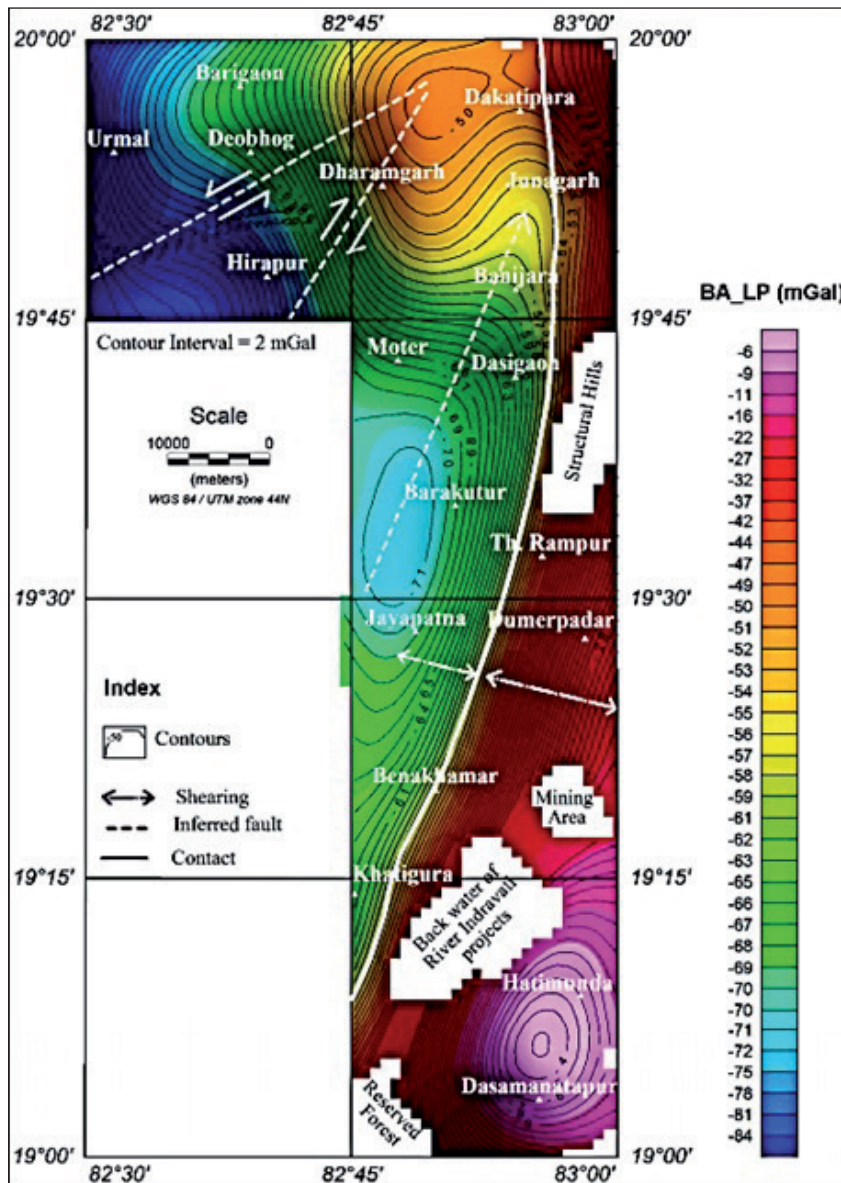 82°30' 82°45' 83°00'
20°00' 20°00'
Barigaon
Dakatipara
Urmal Deobhog
Dharamgarh
Junagarh
Hirapur
Banijara
19°45' 19°45'
BA_LP (mGal)
Contour Interval = 2 mGal
Moter
Dasigaon
Scale
10000 0
(meters)
WGS 84 / UTM zone 44N
Structural Hills
Barakutur
Th. Rampur
19°30' 19°30'
Javapatna
Dumerpadar
Index
Contours
Shearing
Inferred fault
Contact
Benakhamar
Mining
Area
19°15' 19°15'
Khatigura
Back water of
River Indravati
projects
Hatimunda
Dasamanatapur
Reserved
Forest
19°00' 19°00'
82°30' 82°45' 83°00'
-6
-9
-11
-16
-22
-27
-32
-37
-42
-44
-47
-49
-50
-51
-52
-53
-54
-55
-56
-57
-58
-59
-61
-62
-63
-65
-66
-67
-68
-69
-70
-71
-72
-75
-78
-81
-84
-50
-71